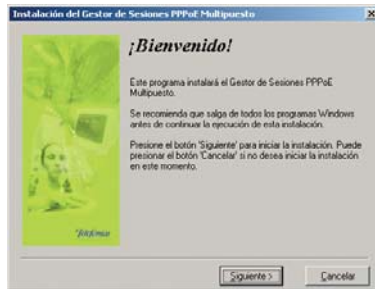 Instalación del Gestor de Sesiones PPPoE Multipuesto
¡Bienvenido!
Este programa instalará el Gestor de Sesiones PPPoE
Multipuesto.
Se recomienda que salga de todos los programas Windows
antes de continuar la ejecución de esta instalación.
Presione el botón 'Siguiente' para iniciar la instalación. Puede
presionar el botón 'Cancelar' si no desea iniciar la instalación
en este momento.
Telefónica
Siguiente >
Cancelar